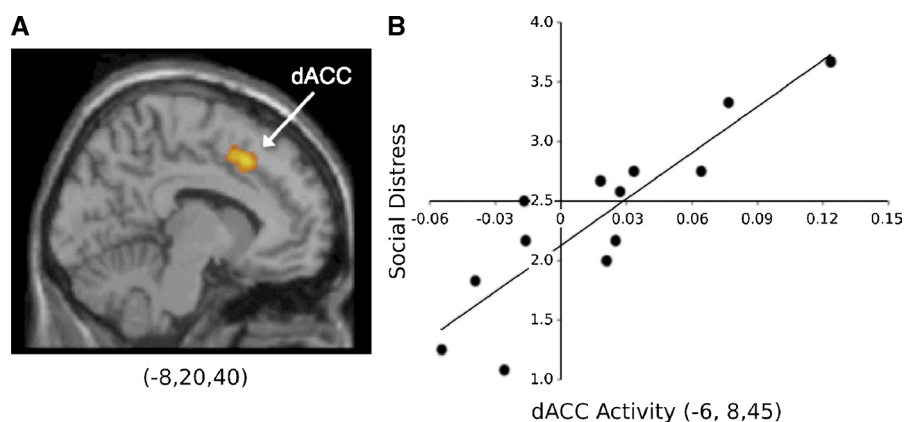 A
dACC
(-8,20,40)
B
4.0
3.5
3.0
2.5
2.0
1.5
1.0
-0.06 -0.03 0 0.03 0.06 0.09 0.12 0.15
Social Distress
dACC Activity (-6, 8,45)